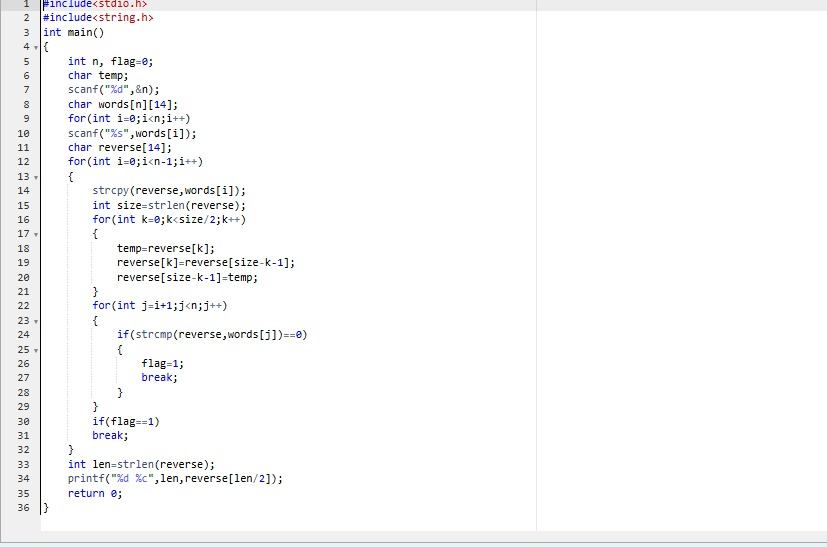 1 #include<stdio.h>
2 #include<string.h>
3 int main()
4 {
5 int n, flag=0;
6 char temp;
7 scanf("%d",&n);
8 char words[n][14];
9 for(int i=0;i<n;i++)
10 scanf("%s",words[i]);
11 char reverse[14];
12 for(int i=0;i<n-1;i++)
13 {
14 strcpy(reverse,words[i]);
15 int size=strlen(reverse);
16 for(int k=0;k<size/2;k++)
17 {
18 temp=reverse[k];
19 reverse[k]=reverse[size-k-1];
20 reverse[size-k-1]=temp;
21 }
22 for(int j=i+1;j<n;j++)
23 {
24 if(strcmp(reverse,words[j])==0)
25 {
26 flag=1;
27 break;
28 }
29 }
30 if(flag==1)
31 break;
32 }
33 int len=strlen(reverse);
34 printf("%d %c",len,reverse[len/2]);
35 return 0;
36 }